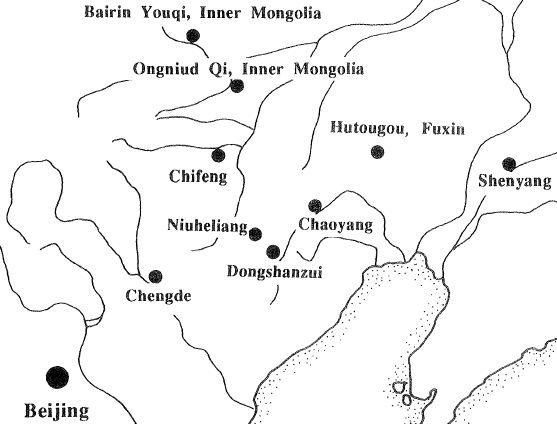 Bairin Youqi, Inner Mongolia
Ongniud Qi, Inner Mongolia
Hutougou, Fuxin
Chifeng
Shenyang
Niuheliang
Chaoyang
Dongshanzui
Chengde
Beijing